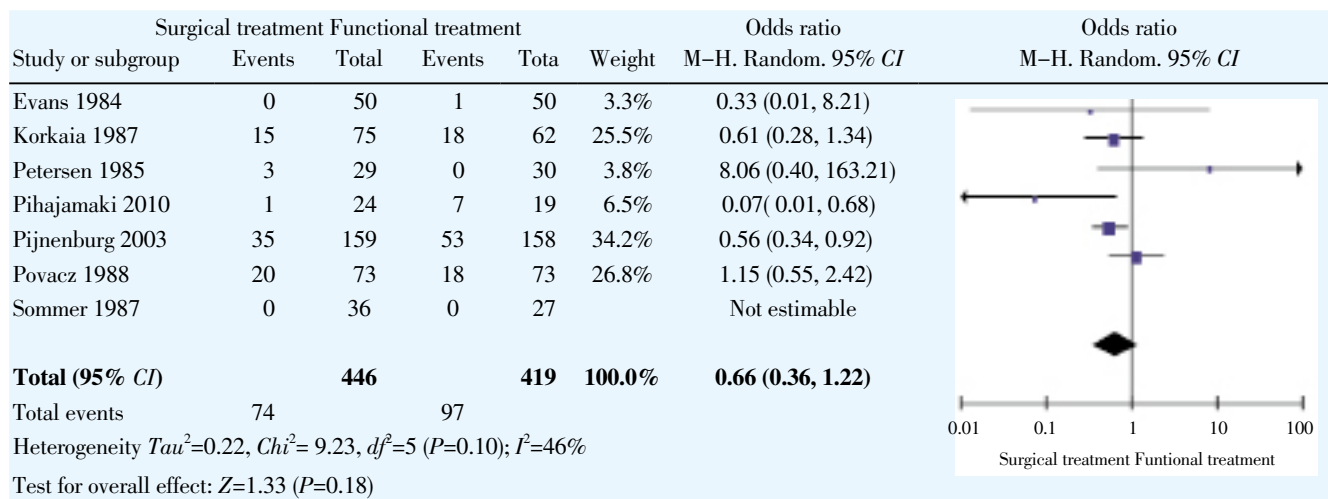 Surgical treatment Functional treatment Odds ratio Odds ratio
Study or subgroup Events Total Events Tota Weight M–H. Random. 95% CI M–H. Random. 95% CI
Evans 1984 0 50 1 50 3.3% 0.33 (0.01, 8.21)
Korkaia 1987 15 75 18 62 25.5% 0.61 (0.28, 1.34)
Petersen 1985 3 29 0 30 3.8% 8.06 (0.40, 163.21)
Pihajamaki 2010 1 24 7 19 6.5% 0.07( 0.01, 0.68)
Pijnenburg 2003 35 159 53 158 34.2% 0.56 (0.34, 0.92)
Povacz 1988 20 73 18 73 26.8% 1.15 (0.55, 2.42)
Sommer 1987 0 36 0 27 Not estimable
Total (95% CI) 446 419 100.0% 0.66 (0.36, 1.22)
Total events 74 97
Heterogeneity Tau²=0.22, Chi²= 9.23, df²=5 (P=0.10); I²=46%
Test for overall effect: Z=1.33 (P=0.18)
0.01 0.1 1 10 100
Surgical treatment Funtional treatment